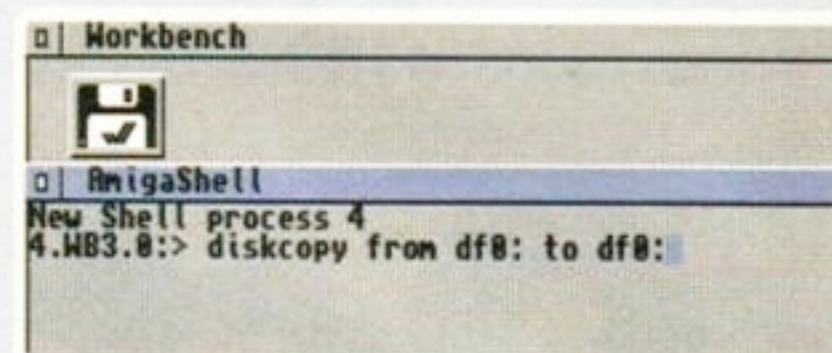 Workbench
AmigaShell
New Shell process 4
4.WB3.0:> diskcopy from df0: to df0: